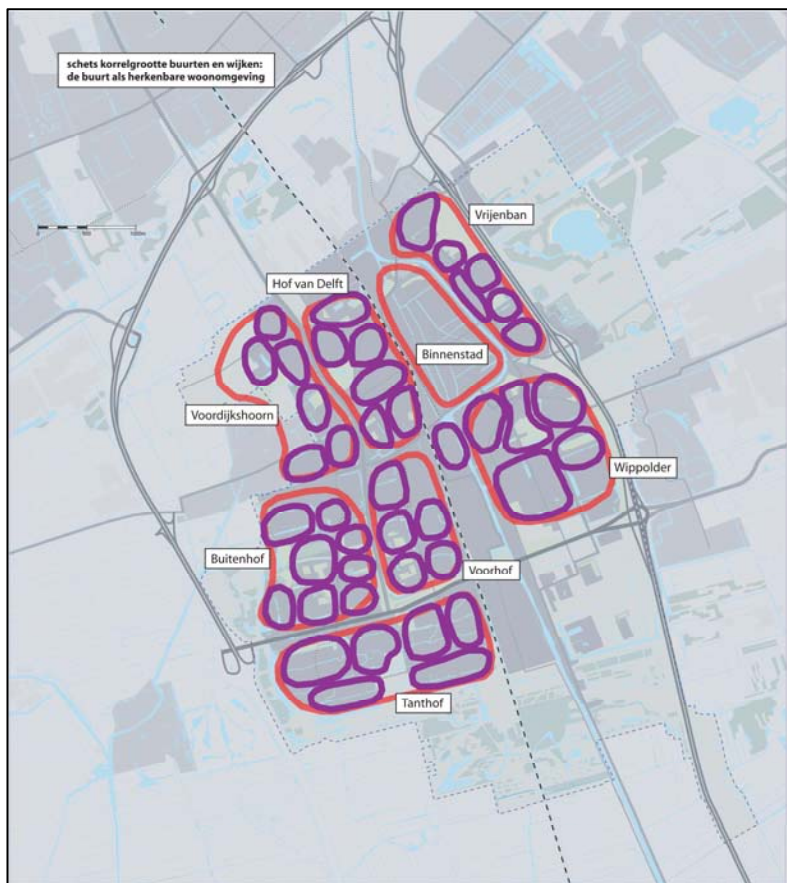 schets korrelgrootte buurten en wijken:
de buurt als herkenbare woonomgeving
Vrijenban
Hof van Delft
Binnenstad
Voordijkshoorn
Wippolder
Buitenhof
Voorhof
Tanthof